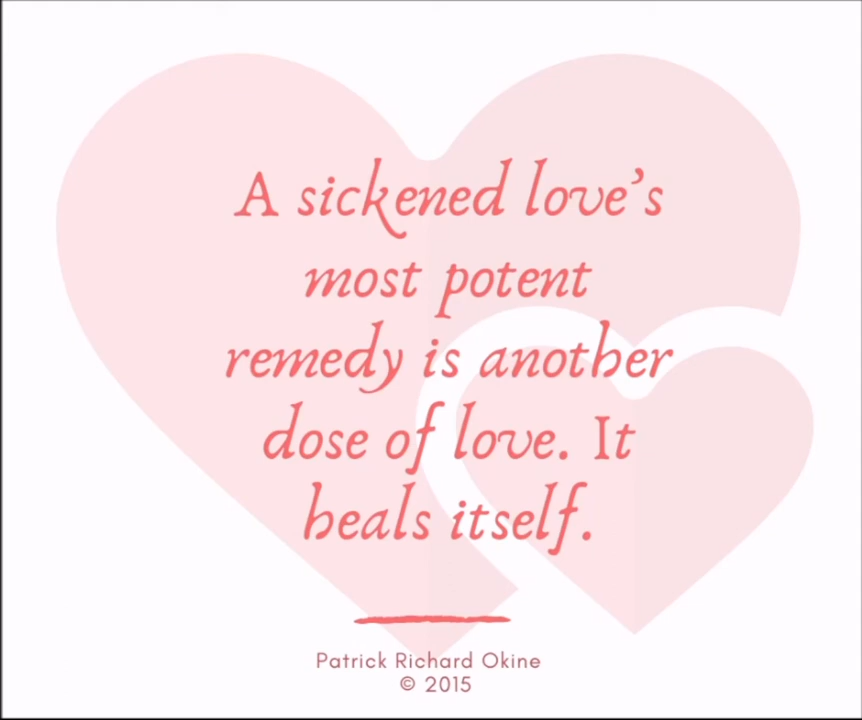 A sickened love’s
most potent
remedy is another
dose of love. It
heals itself.
Patrick Richard Okine
© 2015